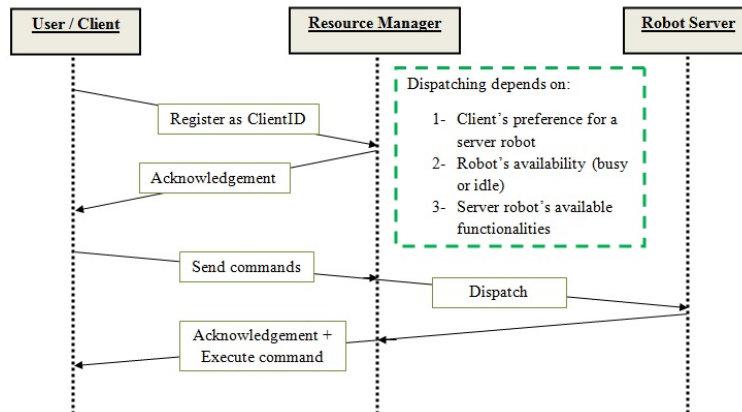 User / Client
Resource Manager
Robot Server
Dispatching depends on:
1- Client's preference for a
server robot
2- Robot's availability (busy
or idle)
3- Server robot's available
functionalities
Register as ClientID
Acknowledgement
Send commands
Dispatch
Acknowledgement +
Execute command